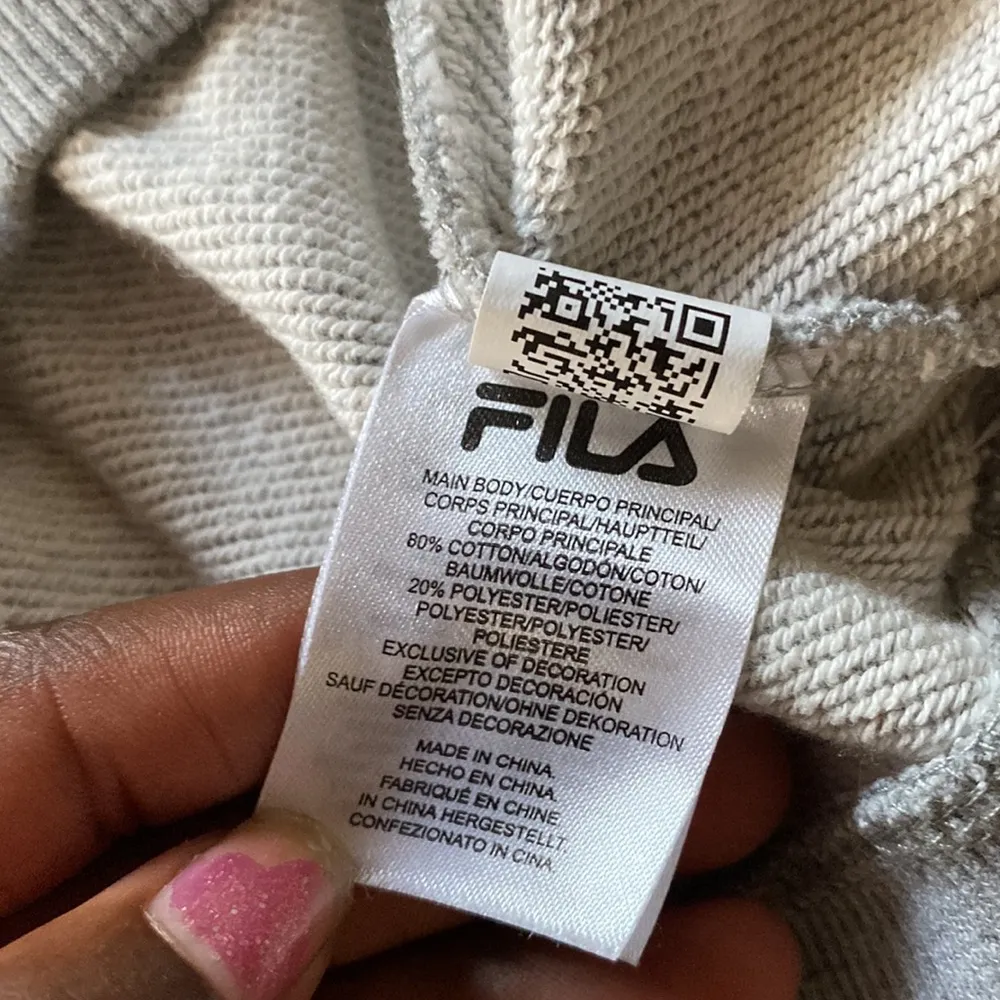 FILA
MAIN BODY/CUERPO PRINCIPAL/
CORPS PRINCIPAL/HAUPTTEIL/
CORPO PRINCIPALE
80% COTTON/ALGODÓN/COTON/
BAUMWOLLE/COTONE
20% POLYESTER/POLIESTER/
POLYESTER/POLYESTER/
POLIESTERE
EXCLUSIVE OF DECORATION
EXCEPTO DECORACIÓN
SAUF DÉCORATION/OHNE DEKORATION
SENZA DECORAZIONE
MADE IN CHINA.
HECHO EN CHINA.
FABRIQUÉ EN CHINE.
IN CHINA HERGESTELLT.
CONFEZIONATO IN CINA.